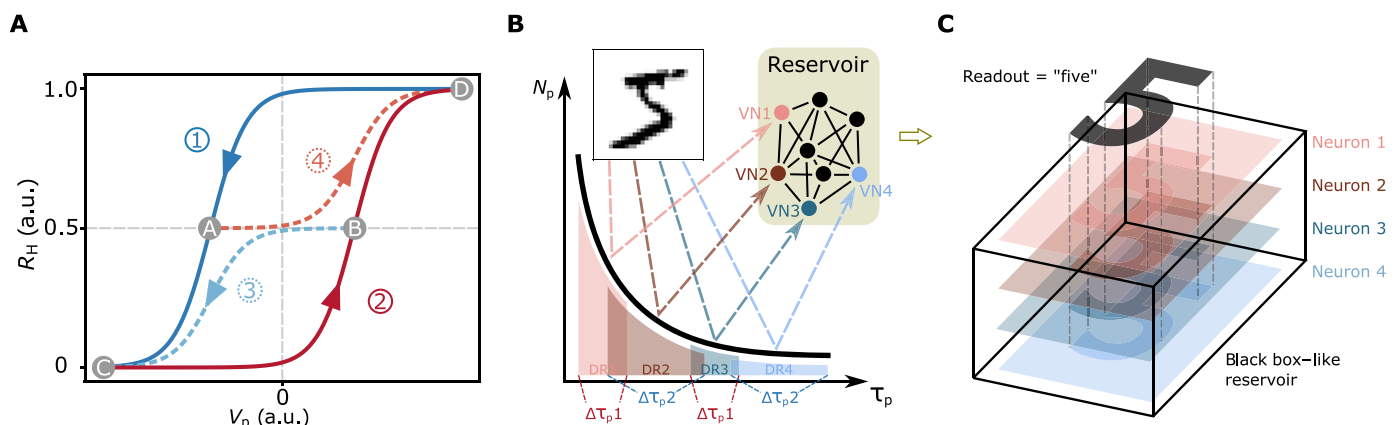 A
1.0
0.5
0
R_H (a.u.)
0
V_p (a.u.)
①
②
③
④
A
B
C
D
B
N_p
Reservoir
VN1
VN2
VN3
VN4
DR
DR2
DR3
DR4
τ_p
Δτ_p2
Δτ_p2
Δτ_p1
Δτ_p1
C
Readout = "five"
Neuron 1
Neuron 2
Neuron 3
Neuron 4
Black box–like
reservoir